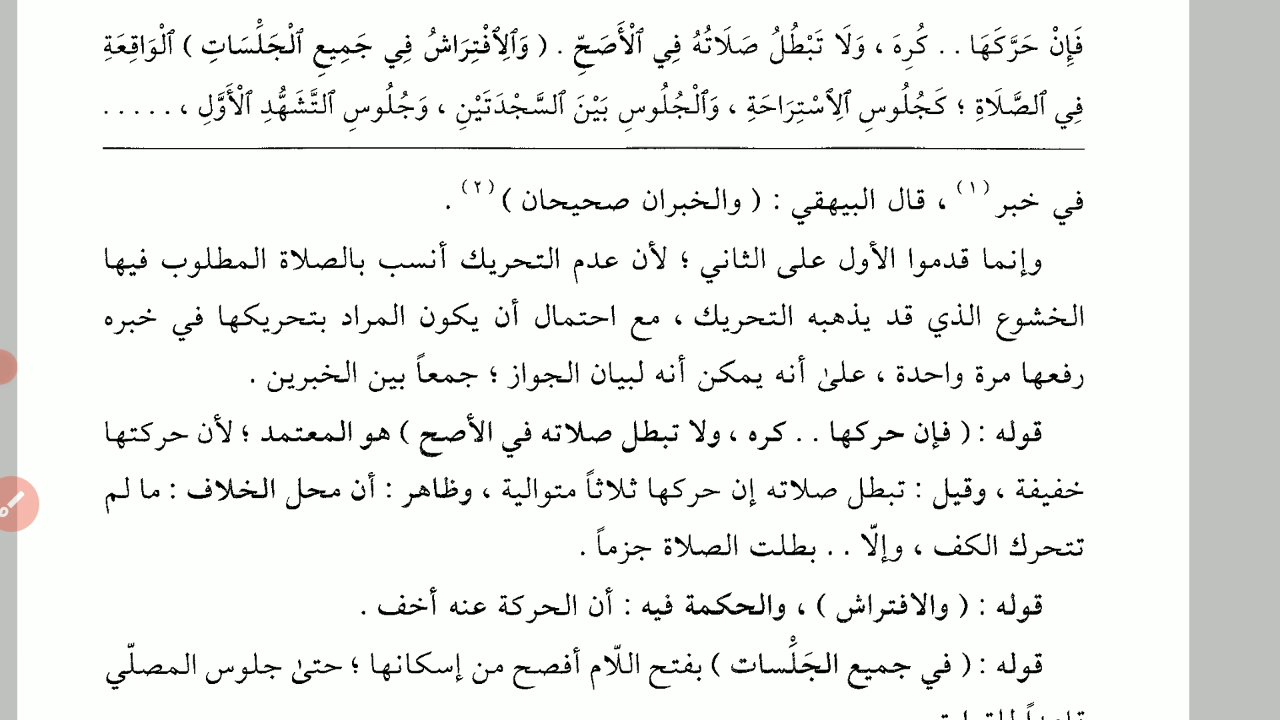 فَإِنْ حَرَّكَهَا . . كُرِهَ ، وَلَا تَبْطُلُ صَلَاتُهُ فِي ٱلْأَصَحِّ . ( وَٱلِٱفْتِرَاشُ فِي جَمِيعِ ٱلْجَلْسَاتِ ) ٱلْوَاقِعَةِ
فِي ٱلصَّلَاةِ ؛ كَجُلُوسِ ٱلِٱسْتِرَاحَةِ ، وَٱلْجُلُوسِ بَيْنَ ٱلسَّجْدَتَيْنِ ، وَجُلُوسِ ٱلتَّشَهُّدِ ٱلْأَوَّلِ ، . . . . .
في خبر(١) ، قال البيهقي : ( والخبران صحيحان )(٢) .
وإنما قدموا الأول على الثاني ؛ لأن عدم التحريك أنسب بالصلاة المطلوب فيها
الخشوع الذي قد يذهبه التحريك ، مع احتمال أن يكون المراد بتحريكها في خبره
رفعها مرة واحدة ، علىٰ أنه يمكن أنه لبيان الجواز ؛ جمعاً بين الخبرين .
قوله : ( فإن حركها . . كره ، ولا تبطل صلاته في الأصح ) هو المعتمد ؛ لأن حركتها
خفيفة ، وقيل : تبطل صلاته إن حركها ثلاثاً متوالية ، وظاهر : أن محل الخلاف : ما لم
تتحرك الكف ، وإلّا . . بطلت الصلاة جزماً .
قوله : ( والافتراش ) ، والحكمة فيه : أن الحركة عنه أخف .
قوله : ( في جميع الجَلَْسات ) بفتح اللّام أفصح من إسكانها ؛ حتىٰ جلوس المصلّي